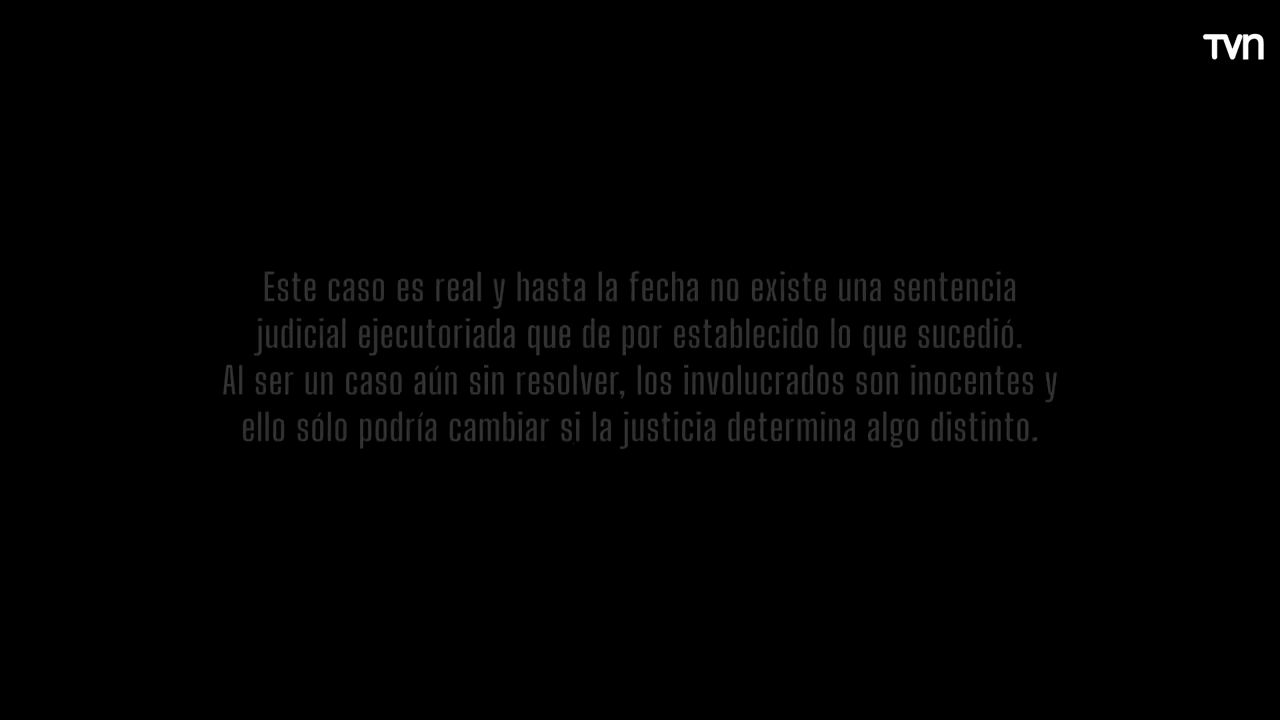 TVN
Este caso es real y hasta la fecha no existe una sentencia
judicial ejecutoriada que de por establecido lo que sucedió.
Al ser un caso aún sin resolver, los involucrados son inocentes y
ello sólo podría cambiar si la justicia determina algo distinto.